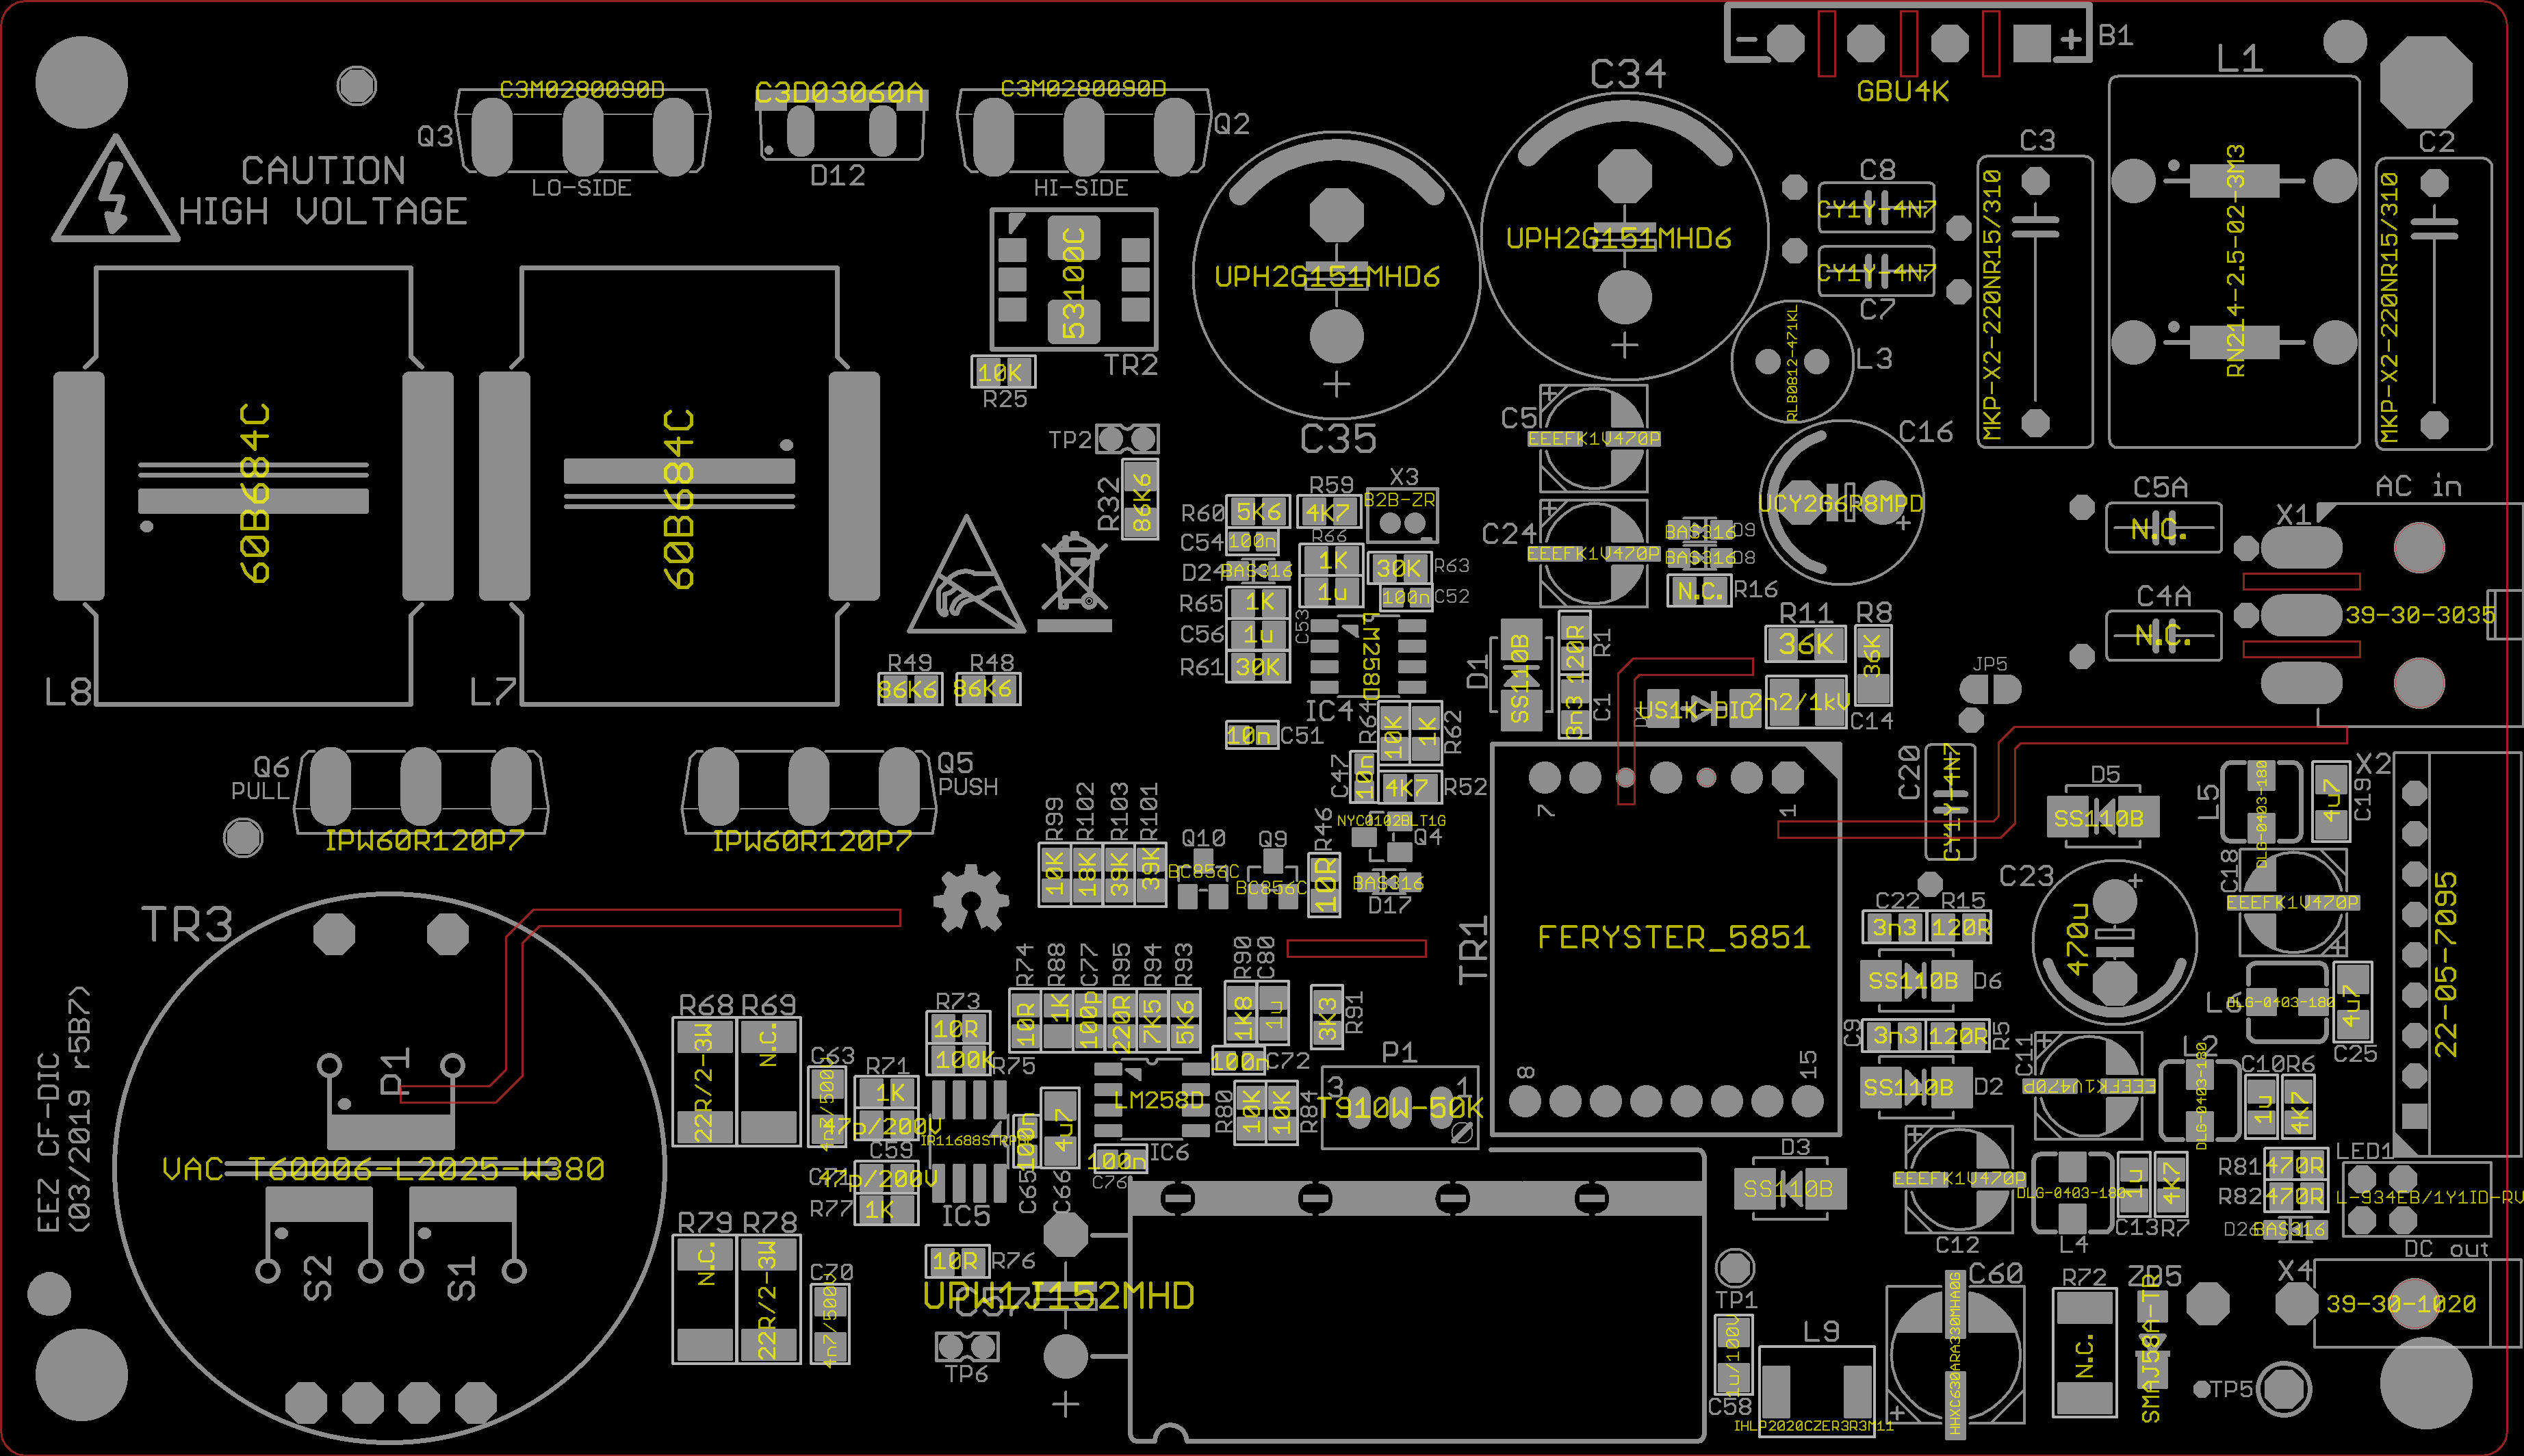 B1
- +
GBU4K
L1
C34
C3M0280090D
C3D03060A
C3M0280090D
Q3
Q2
LO-SIDE
D12
HI-SIDE
CAUTION
HIGH VOLTAGE
C3
C2
C8
CY1Y-4N7
CY1Y-4N7
C7
MKP-X2-220NR15/310
RN214-2.5-02-3M3
MKP-X2-220NR15/310
UPH2G151MHD6
UPH2G151MHD6
53100C
TR2
10K
R25
+
+
C35
RLB0812-471KL
L3
C5
EEEFK1V470P
C16
UCY2G6R8MPD
+
TP2
R32
86K6
60B684C
60B684C
L8
L7
R59
X3
B2B-ZR
R60
5K6
4K7
C54
100n
R66
D24
BAS316
1K
30K
R63
R65
1K
1u
100n
C52
C56
1u
C53
R61
30K
LM258D
IC4
C24
EEEFK1V470P
BAS316
D9
BAS316
D8
N.C.
R16
C5A
N.C.
AC in
X1
C4A
N.C.
39-30-3035
R11
R8
36K
36K
D1
SS110B
120R
R1
3n3
C1
US1K-DIO
2n2/1kV
C14
JP5
R49
R48
86K6
86K6
10n
C51
R64
10K
1K
R62
C47
10n
4K7
R52
Q6
PULL
Q5
PUSH
IPW60R120P7
IPW60R120P7
R99
R102
R103
R101
10K
18K
39K
39K
Q10
BC856C
Q9
BC856C
R46
10R
NYC0102BLT1G
Q4
BAS316
D17
7
1
TR1
FERYSTER_5851
8
15
C20
CY1Y-4N7
D5
SS110B
L5
DLG-0403-180
4u7
C19
X2
C18
EEEFK1V470P
22-05-7095
C23
470u
+
C22
R15
3n3
120R
SS110B
D6
C9
3n3
120R
R5
SS110B
D2
L6
DLG-0403-180
4u7
C25
C11
EEEFK1V470P
L2
DLG-0403-180
C10
R6
1u
4K7
TR3
D1
VAC T60006-L2025-W380
S2
S1
EEZ CF-DIC
(03/2019 r5B7)
R68
R69
22R/2-3W
N.C.
C63
4n7/500V
R71
1K
47p/200V
C59
C71
47p/200V
R77
1K
R73
10R
100K
R75
IR11688STRPBF
IC5
R74
R88
C77
R95
R94
R93
10R
1K
100p
220R
7K5
5K6
R90
C80
1K8
1u
3K3
R91
100n
C72
LM258D
IC6
R80
10K
10K
R84
100n
C65
4u7
C66
100n
C76
P1
3
1
T910W-50K
R79
R78
N.C.
22R/2-3W
C70
4n7/500V
10R
R76
C57
UPW1J152MHD
TP6
+
D3
SS110B
C12
EEEFK1V470P
L4
DLG-0403-180
1u
4K7
C13
R7
R81
470R
R82
470R
D26
BAS316
LED1
L-934EB/1Y1ID-RV
DC out
X4
39-30-1020
TP1
1u/100V
C58
L9
IHLP2020CZER3R3M11
C60
HHXC630ARA330MHA0G
+
R72
N.C.
ZD5
SMAJ58A-TR
TP5